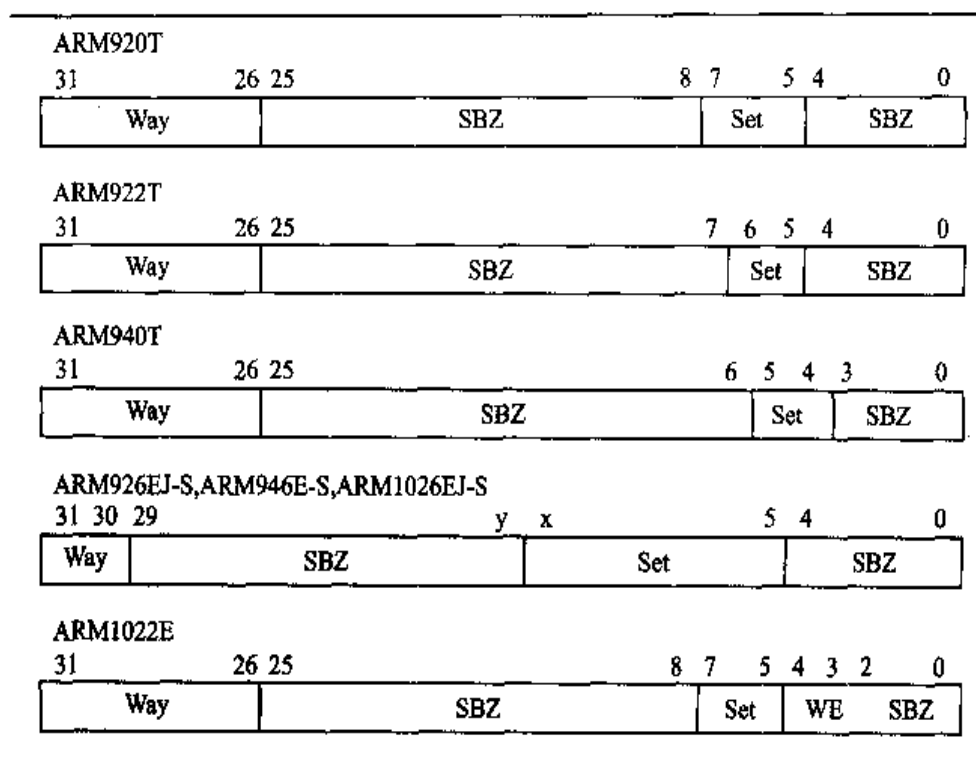 ARM920T
31 26 25 8 7 5 4 0
Way SBZ Set SBZ
ARM922T
31 26 25 7 6 5 4 0
Way SBZ Set SBZ
ARM940T
31 26 25 6 5 4 3 0
Way SBZ Set SBZ
ARM926EJ-S,ARM946E-S,ARM1026EJ-S
31 30 29 y x 5 4 0
Way SBZ Set SBZ
ARM1022E
31 26 25 8 7 5 4 3 2 0
Way SBZ Set WE SBZ